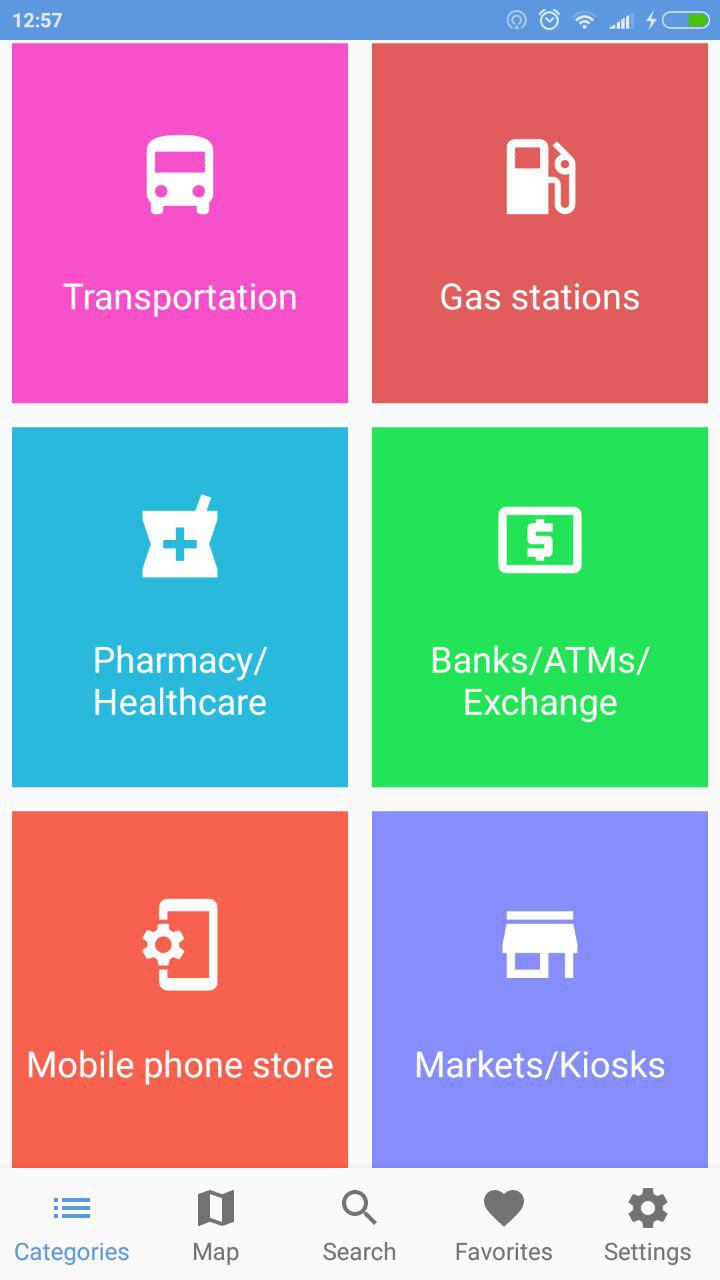 12:57
Transportation
Gas stations
Pharmacy/
Healthcare
Banks/ATMs/
Exchange
Mobile phone store
Markets/Kiosks
Categories
Map
Search
Favorites
Settings